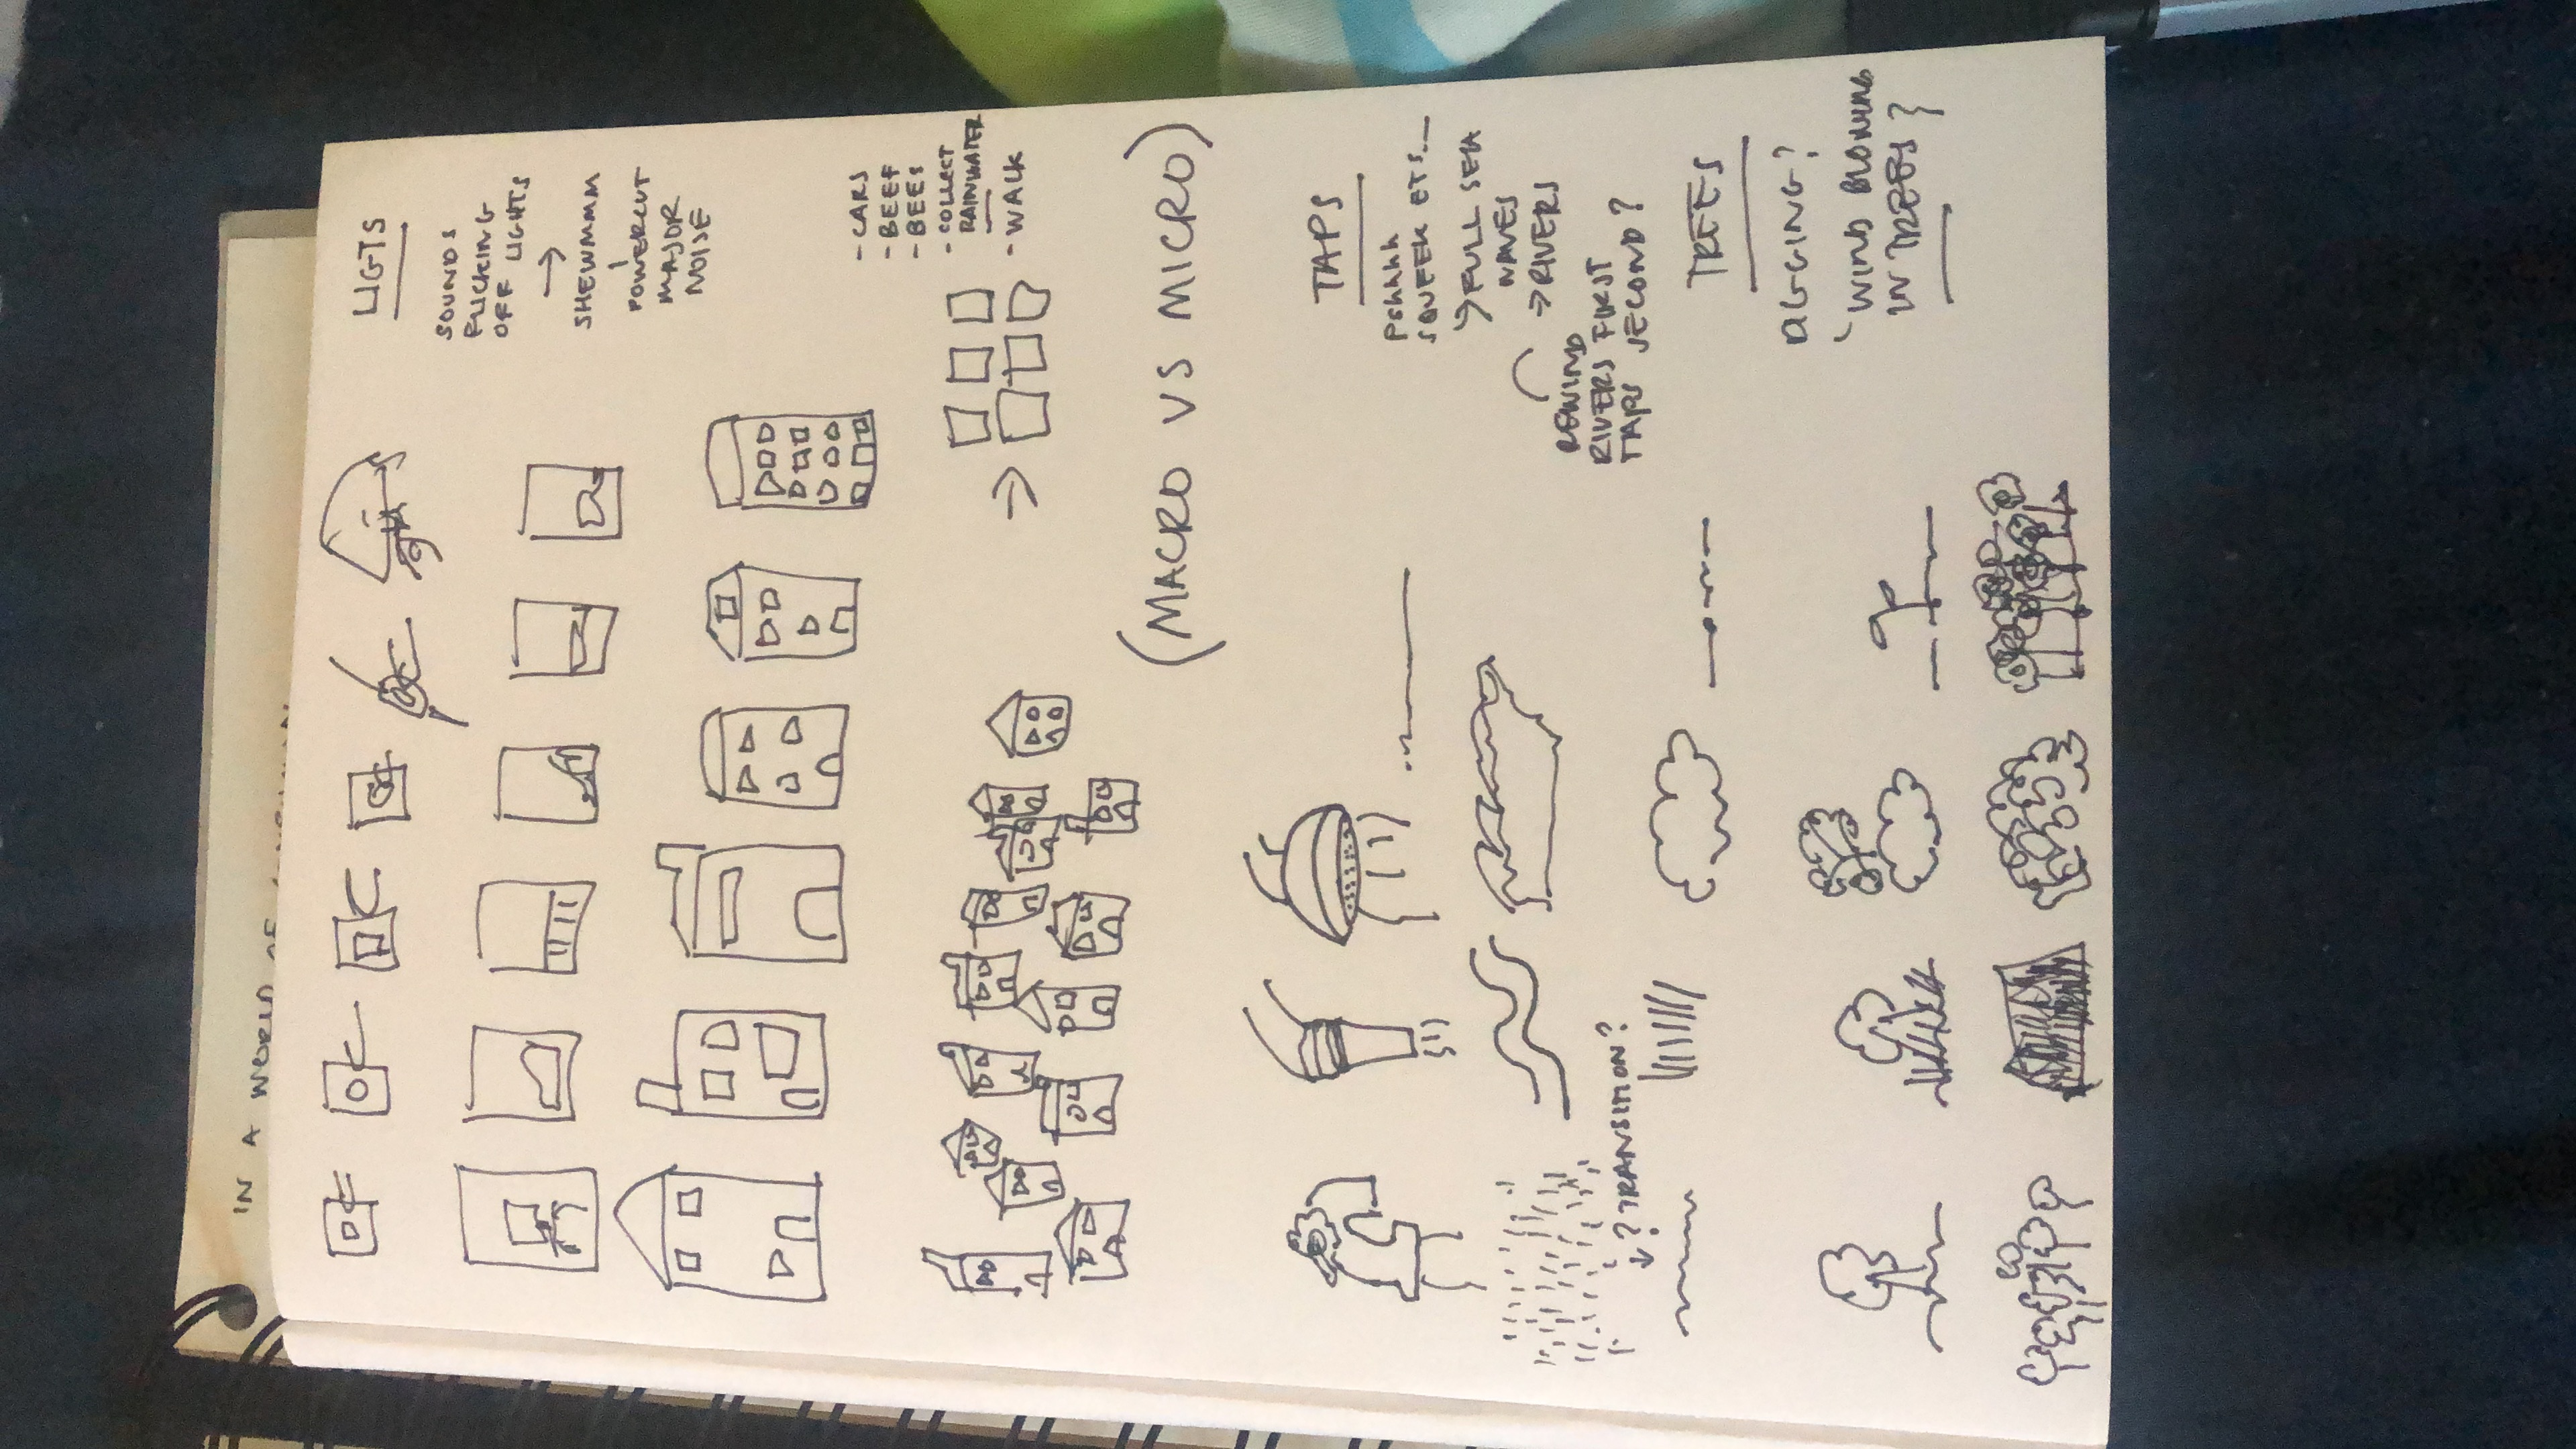 IN A WORLD OF
LIGTS
SOUNDS
FLICKING
OFF LIGHTS
→
SHEWMMM
POWERCUT
MAJOR
NOISE
- CARS
- BEEF
- BEES
- COLLECT
RAINWATER
- WALK
(MACRO VS MICRO)
TAPS
Pshhhh
SQUEEK ETS...
→ FULL SEA
WAVES
→ RIVERS
REWIND
RIVERS FIRST
TAPS SECOND?
↓ ? TRANSITION?
TREES
DIGGING?
WIND BLOWING
IN TREES?